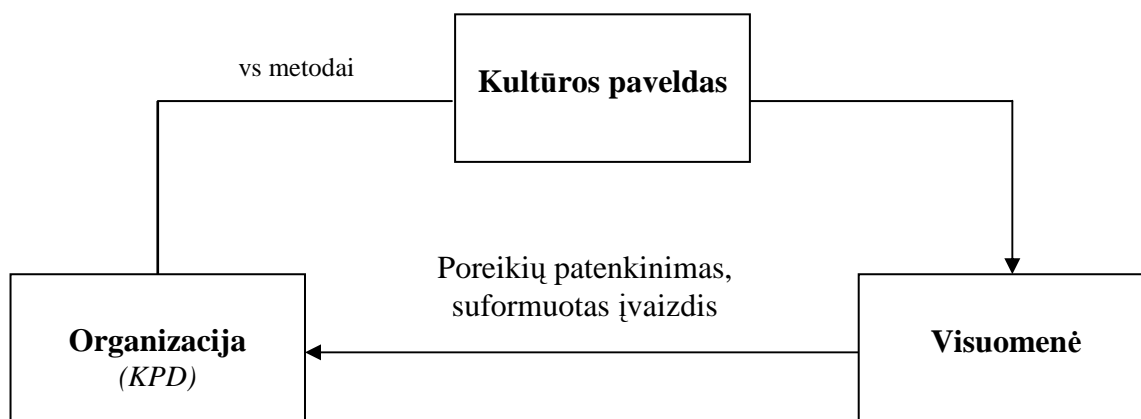 vs metodai
Kultūros paveldas
Poreikių patenkinimas,
suformuotas įvaizdis
Organizacija
(KPD)
Visuomenė